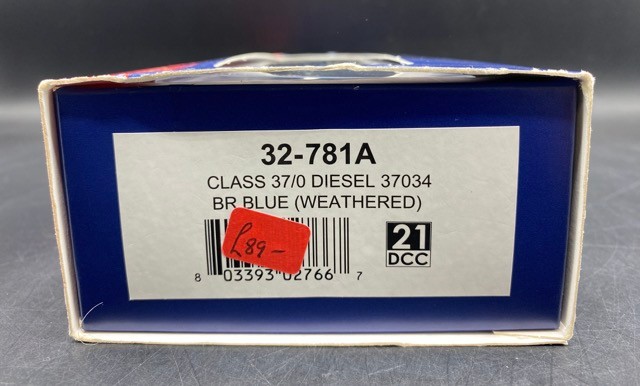 32-781A
CLASS 37/0 DIESEL 37034
BR BLUE (WEATHERED)
£89-
21
DCC
8 03393 02766 7